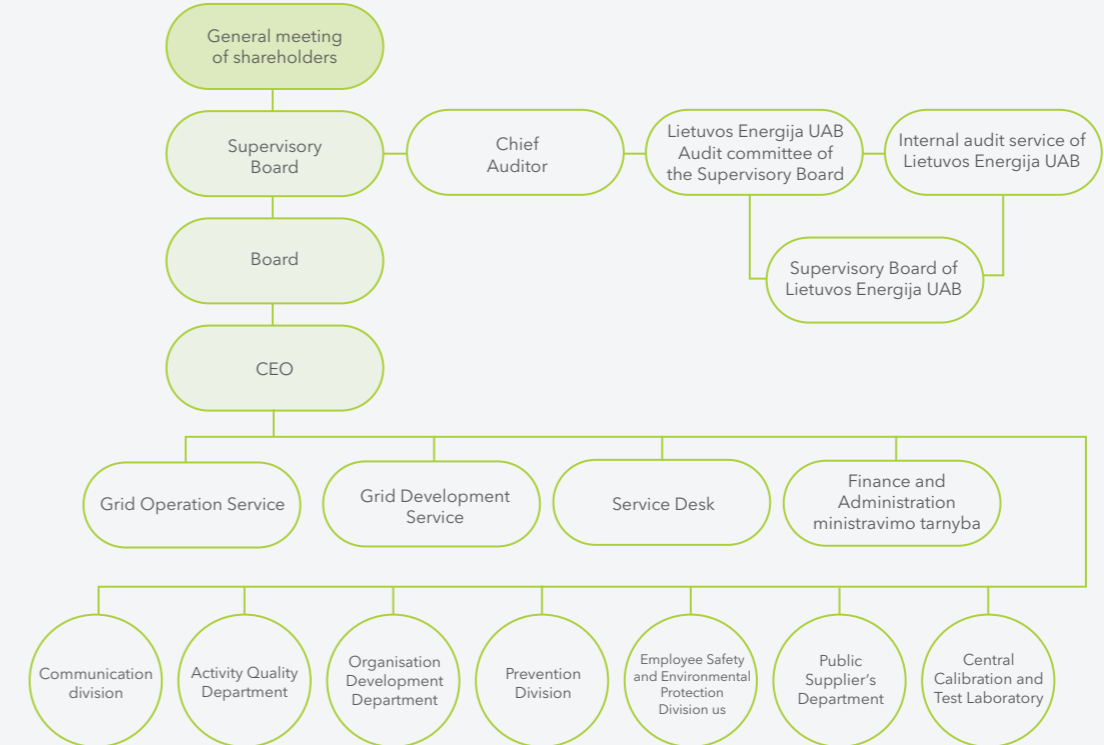 General meeting
of shareholders
Supervisory
Board
Chief
Auditor
Lietuvos Energija UAB
Audit committee of
the Supervisory Board
Internal audit service of
Lietuvos Energija UAB
Board
Supervisory Board of
Lietuvos Energija UAB
CEO
Grid Operation Service
Grid Development
Service
Service Desk
Finance and
Administration
ministravimo tarnyba
Communication
division
Activity Quality
Department
Organisation
Development
Department
Prevention
Division
Employee Safety
and Environmental
Protection
Division us
Public
Supplier's
Department
Central
Calibration and
Test Laboratory